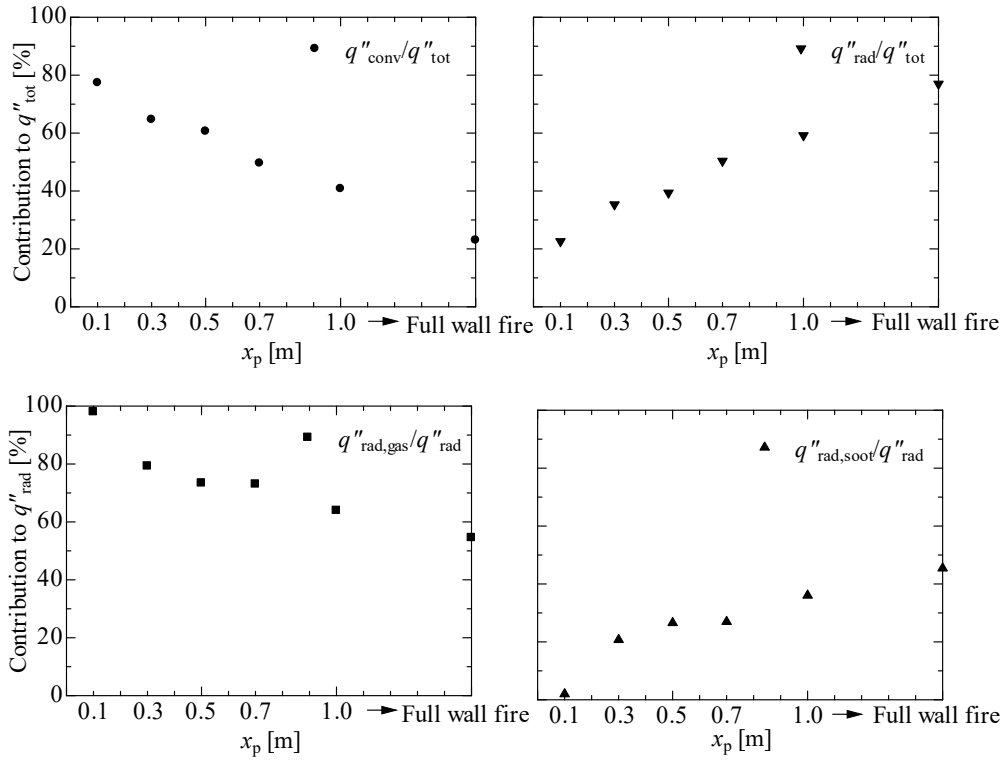 Contribution to q″tot [%]
100
80
60
40
20
0
q″conv/q″tot
0.1 0.3 0.5 0.7 1.0 → Full wall fire
xp [m]
q″rad/q″tot
0.1 0.3 0.5 0.7 1.0 → Full wall fire
xp [m]
Contribution to q″rad [%]
100
80
60
40
20
0
q″rad,gas/q″rad
0.1 0.3 0.5 0.7 1.0 → Full wall fire
xp [m]
q″rad,soot/q″rad
0.1 0.3 0.5 0.7 1.0 → Full wall fire
xp [m]